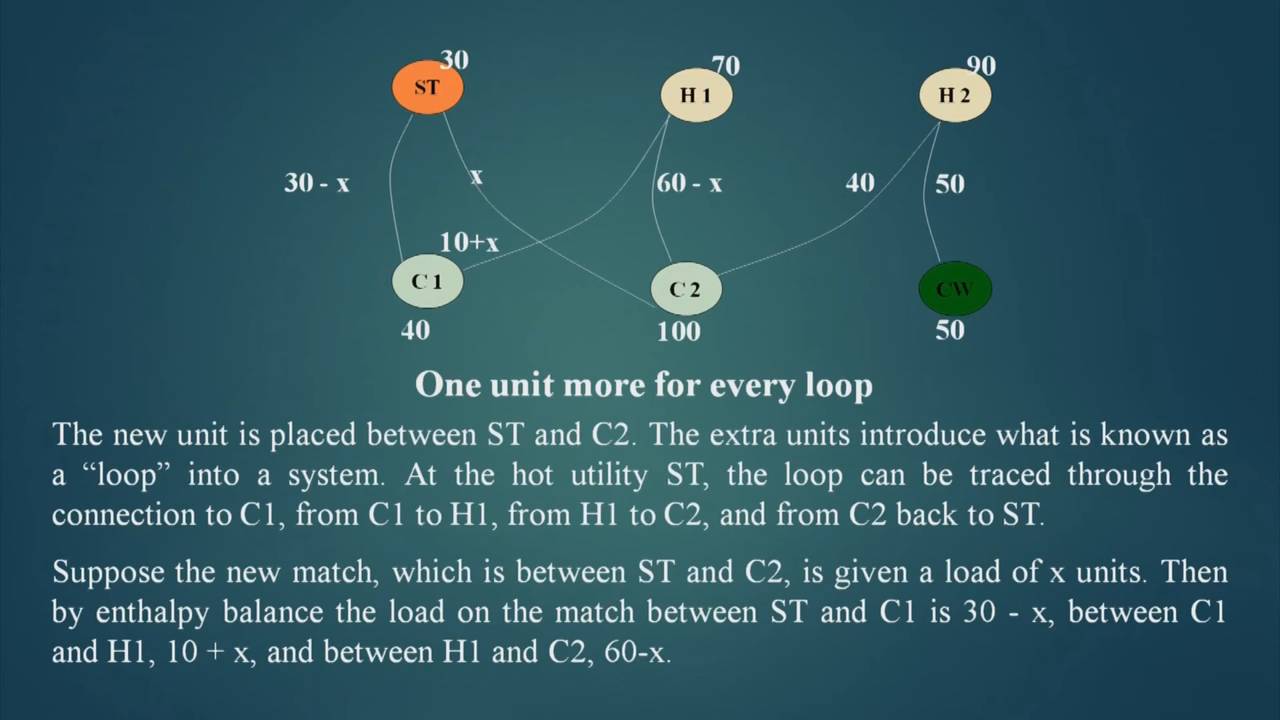 30
70
90
ST
H 1
H 2
30 - x
x
60 - x
40
50
10+x
C 1
C 2
CW
40
100
50
One unit more for every loop
The new unit is placed between ST and C2. The extra units introduce what is known as
a “loop” into a system. At the hot utility ST, the loop can be traced through the
connection to C1, from C1 to H1, from H1 to C2, and from C2 back to ST.
Suppose the new match, which is between ST and C2, is given a load of x units. Then
by enthalpy balance the load on the match between ST and C1 is 30 - x, between C1
and H1, 10 + x, and between H1 and C2, 60-x.